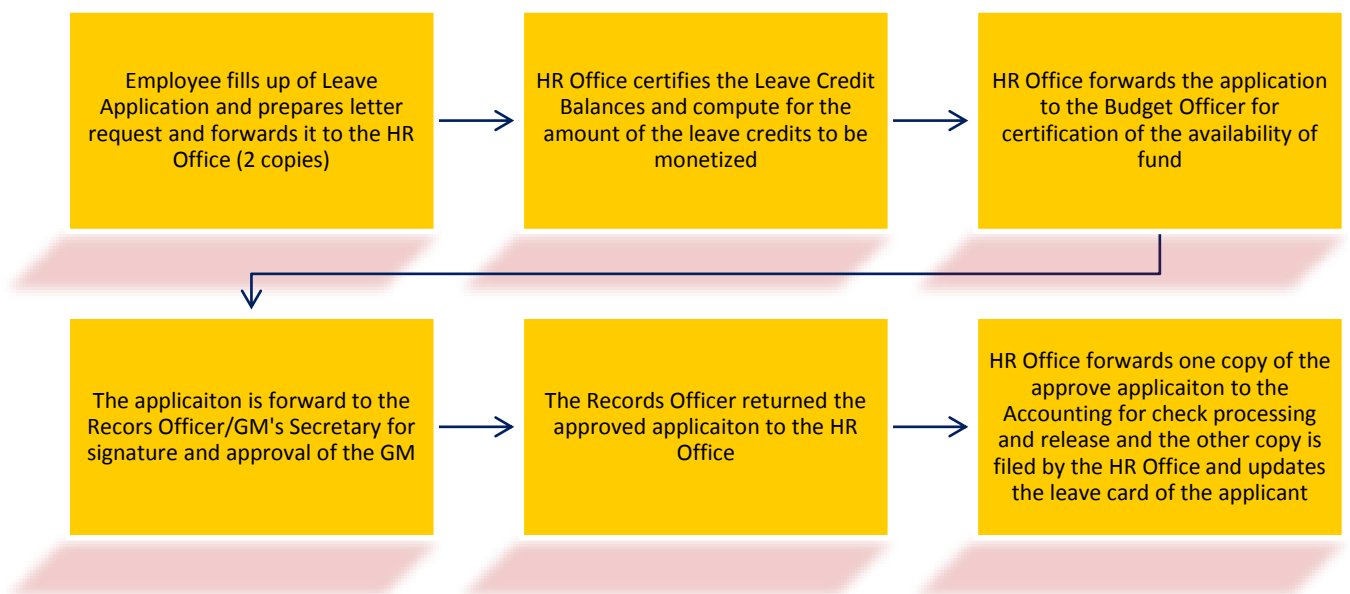 Employee fills up of Leave
Application and prepares letter
request and forwards it to the HR
Office (2 copies)
HR Office certifies the Leave Credit
Balances and compute for the
amount of the leave credits to be
monetized
HR Office forwards the application
to the Budget Officer for
certification of the availability of
fund
The applicaiton is forward to the
Recors Officer/GM's Secretary for
signature and approval of the GM
The Records Officer returned the
approved applicaiton to the HR
Office
HR Office forwards one copy of the
approve applicaiton to the
Accounting for check processing
and release and the other copy is
filed by the HR Office and updates
the leave card of the applicant